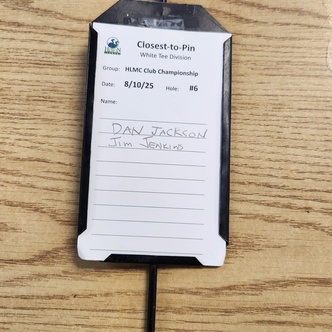 Closest-to-Pin
White Tee Division
Group: HLMC Club Championship
Date: 8/10/25 Hole: #6
Name:
DAN JACKSON
Jim Jenkins